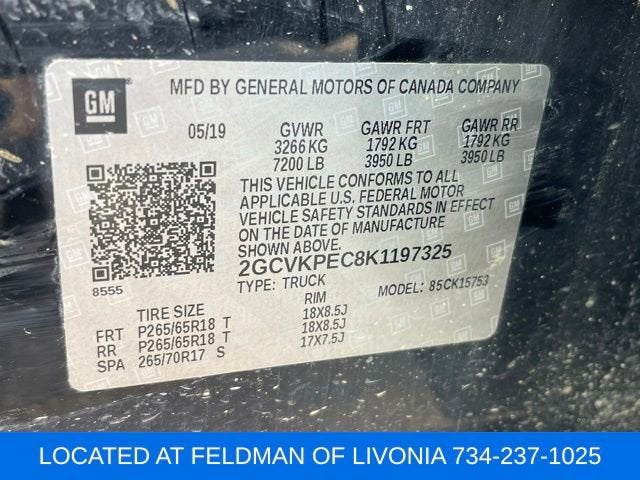 GM
MFD BY GENERAL MOTORS OF CANADA COMPANY
05/19 GVWR GAWR FRT GAWR RR
3266 KG 1792 KG 1792 KG
7200 LB 3950 LB 3950 LB
THIS VEHICLE CONFORMS TO ALL
APPLICABLE U.S. FEDERAL MOTOR
VEHICLE SAFETY STANDARDS IN EFFECT
ON THE DATE OF MANUFACTURE
SHOWN ABOVE.
8555
2GCVKPEC8K1197325
TYPE: TRUCK MODEL: 85CK15753
TIRE SIZE RIM
FRT P265/65R18 T 18X8.5J
RR P265/65R18 T 18X8.5J
SPA 265/70R17 S 17X7.5J
LOCATED AT FELDMAN OF LIVONIA 734-237-1025